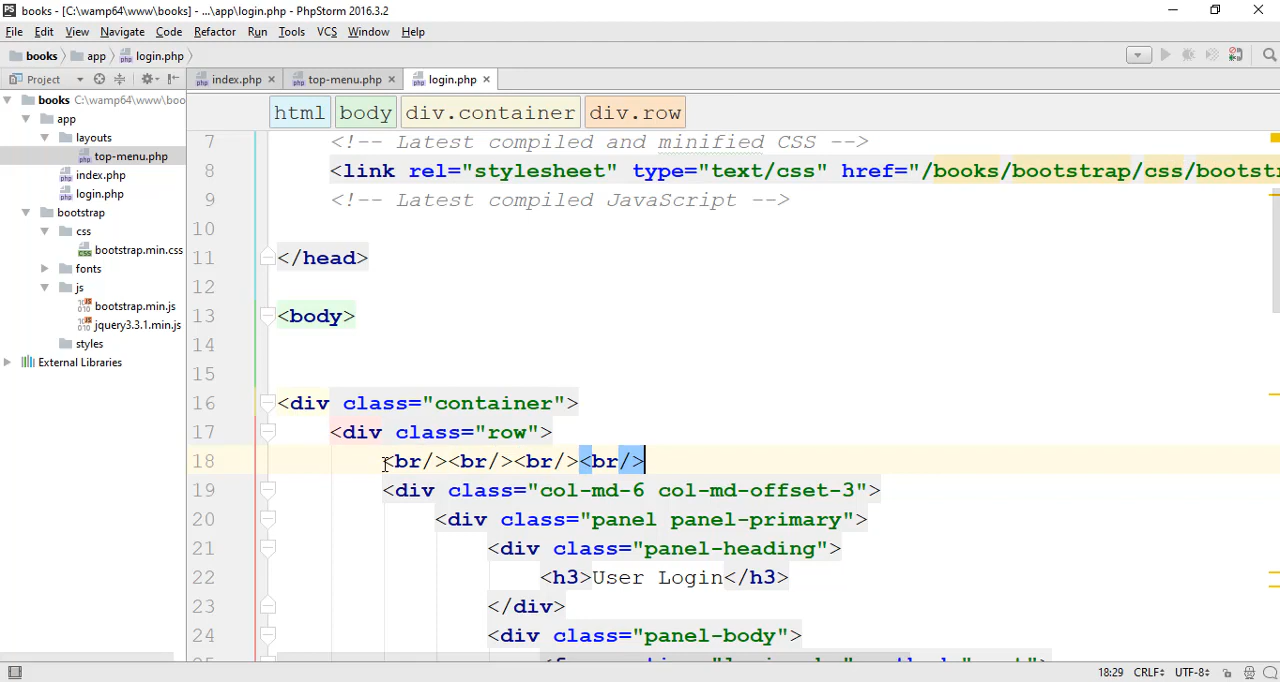 PS books - [C:\wamp64\www\books] - ...\app\login.php - PhpStorm 2016.3.2
File Edit View Navigate Code Refactor Run Tools VCS Window Help
books app login.php
Project index.php top-menu.php login.php
books C:\wamp64\www\boo
app
layouts
top-menu.php
index.php
login.php
bootstrap
css
bootstrap.min.css
fonts
js
bootstrap.min.js
jquery3.3.1.min.js
styles
External Libraries
html body div.container div.row
7 <!-- Latest compiled and minified CSS -->
8 <link rel="stylesheet" type="text/css" href="/books/bootstrap/css/bootst
9 <!-- Latest compiled JavaScript -->
10
11 </head>
12
13 <body>
14
15
16 <div class="container">
17 <div class="row">
18 <br/><br/><br/><br/>
19 <div class="col-md-6 col-md-offset-3">
20 <div class="panel panel-primary">
21 <div class="panel-heading">
22 <h3>User Login</h3>
23 </div>
24 <div class="panel-body">
18:29 CRLF UTF-8